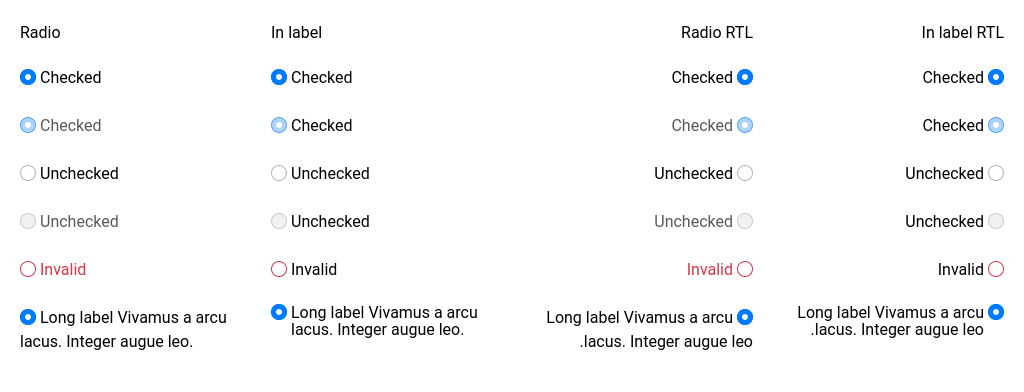 Radio
Checked
Checked
Unchecked
Unchecked
Invalid
Long label Vivamus a arcu
lacus. Integer augue leo.
In label
Checked
Checked
Unchecked
Unchecked
Invalid
Long label Vivamus a arcu
lacus. Integer augue leo.
Radio RTL
Checked
Checked
Unchecked
Unchecked
Invalid
Long label Vivamus a arcu
.lacus. Integer augue leo
In label RTL
Checked
Checked
Unchecked
Unchecked
Invalid
Long label Vivamus a arcu
.lacus. Integer augue leo